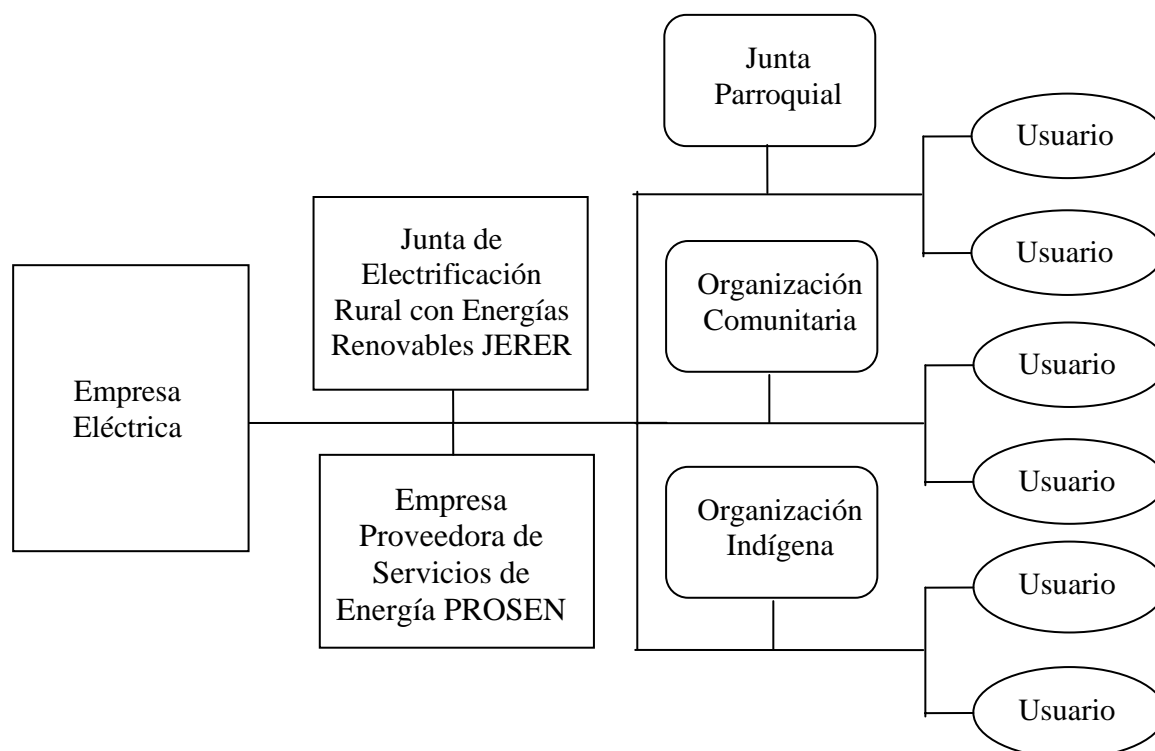 Empresa
Eléctrica
Junta de
Electrificación
Rural con Energías
Renovables JERER
Empresa
Proveedora de
Servicios de
Energía PROSEN
Junta
Parroquial
Organización
Comunitaria
Organización
Indígena
Usuario
Usuario
Usuario
Usuario
Usuario
Usuario